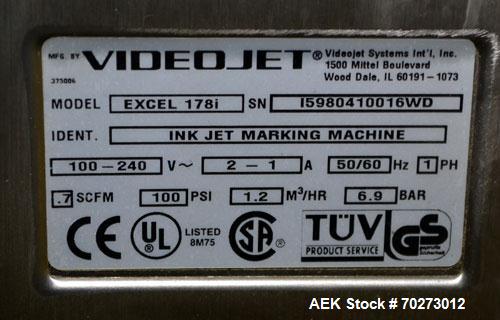 MFG. BY VIDEOJET® Videojet Systems Int'l, Inc.
1500 Mittel Boulevard
Wood Dale, IL 60191-1073
375006
MODEL EXCEL 178i SN I5980410016WD
IDENT. INK JET MARKING MACHINE
100-240 V~ 2-1 A 50/60 Hz 1 PH
.7 SCFM 100 PSI 1.2 M³/HR 6.9 BAR
CE UL LISTED 8M75 SA TÜV PRODUCT SERVICE GS geprüfte Sicherheit
AEK Stock # 70273012